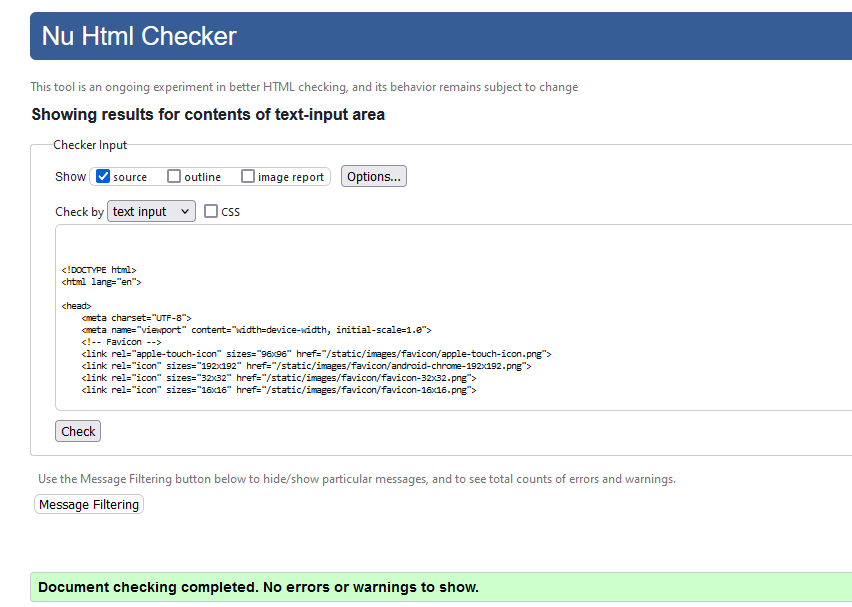 Nu Html Checker
This tool is an ongoing experiment in better HTML checking, and its behavior remains subject to change
Showing results for contents of text-input area
Checker Input
Show source outline image report Options...
Check by text input CSS
<!DOCTYPE html>
<html lang="en">
<head>
<meta charset="UTF-8">
<meta name="viewport" content="width=device-width, initial-scale=1.0">
<!-- Favicon -->
<link rel="apple-touch-icon" sizes="96x96" href="/static/images/favicon/apple-touch-icon.png">
<link rel="icon" sizes="192x192" href="/static/images/favicon/android-chrome-192x192.png">
<link rel="icon" sizes="32x32" href="/static/images/favicon/favicon-32x32.png">
<link rel="icon" sizes="16x16" href="/static/images/favicon/favicon-16x16.png">
Check
Use the Message Filtering button below to hide/show particular messages, and to see total counts of errors and warnings.
Message Filtering
Document checking completed. No errors or warnings to show.